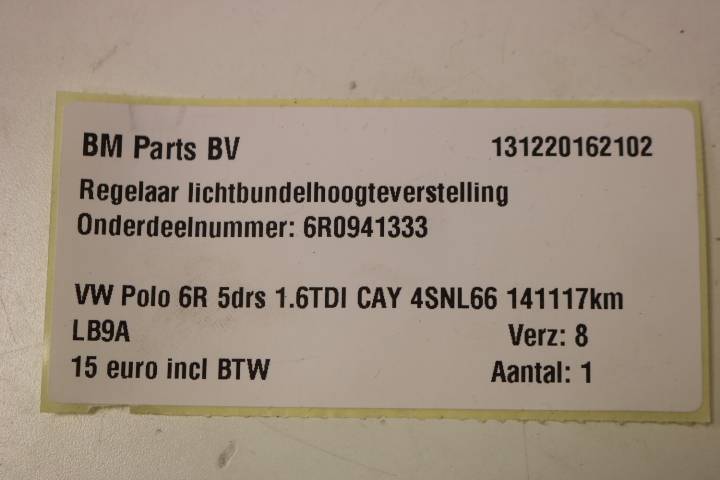 BM Parts BV 131220162102
Regelaar lichtbundelhoogteverstelling
Onderdeelnummer: 6R0941333
VW Polo 6R 5drs 1.6TDI CAY 4SNL66 141117km
LB9A Verz: 8
15 euro incl BTW Aantal: 1